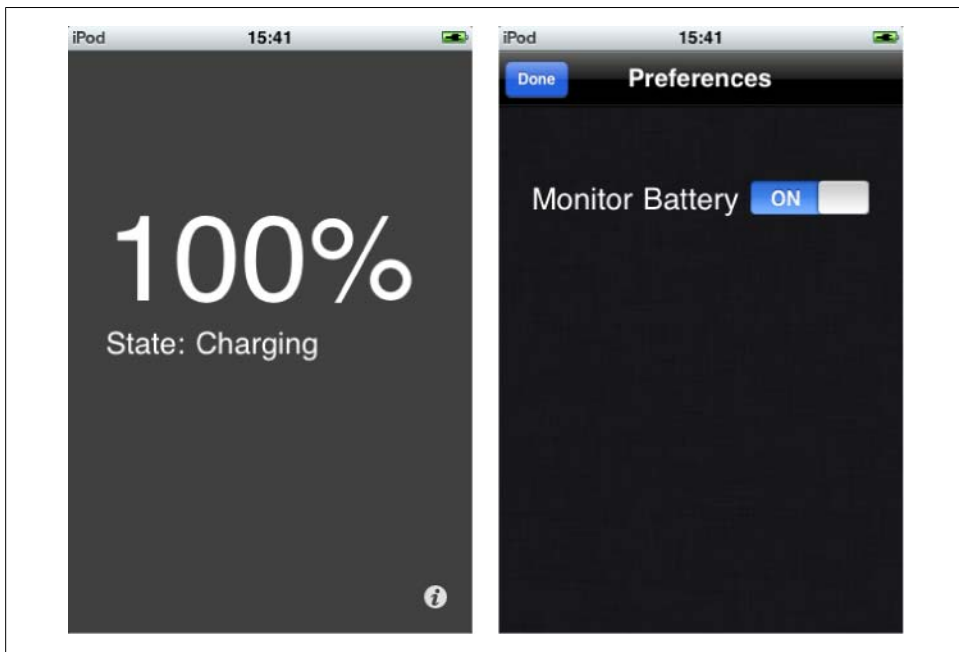 iPod 15:41
100%
State: Charging
i
iPod 15:41
Done Preferences
Monitor Battery ON